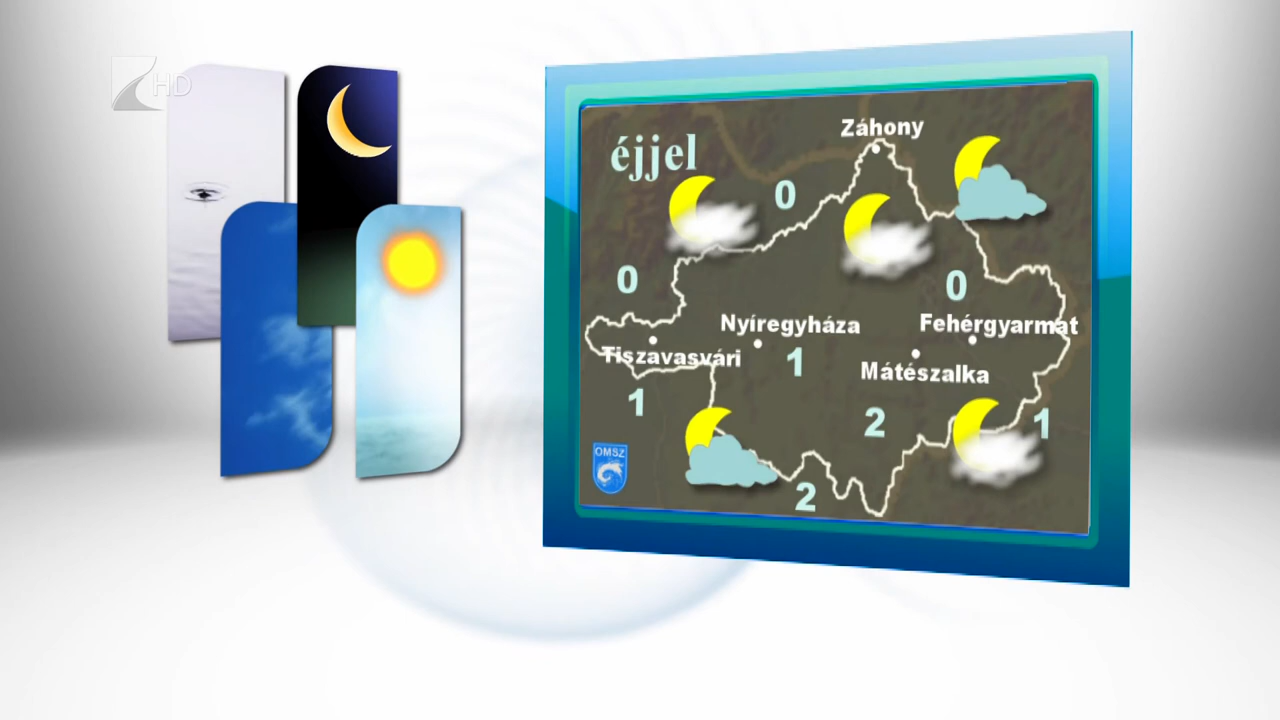 HD
éjjel
Záhony
0
0
0
Nyíregyháza
Fehérgyarmat
Tiszavasvári
1
Mátészalka
1
2
1
OMSZ
2